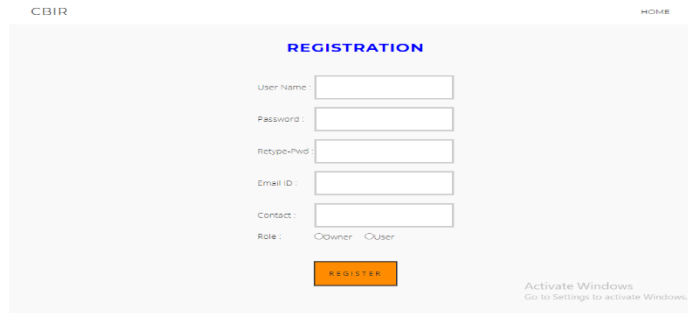 CBIR HOME
REGISTRATION
User Name :
Password :
Retype-Pwd :
Email ID :
Contact :
Role : Owner User
REGISTER
Activate Windows
Go to Settings to activate Windows.